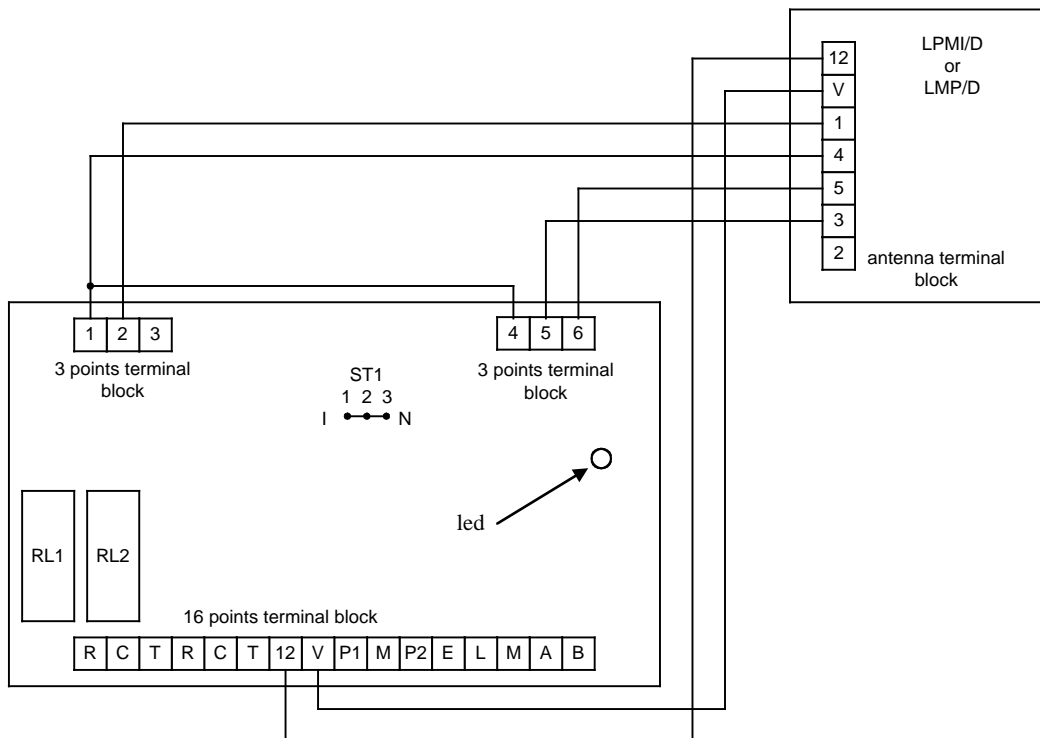 LPMI/D
or
LMP/D
12
V
1
4
5
3
2
antenna terminal
block
1 2 3
3 points terminal
block
4 5 6
3 points terminal
block
ST1
1 2 3
I N
led
RL1 RL2
16 points terminal block
R C T R C T 12 V P1 M P2 E L M A B